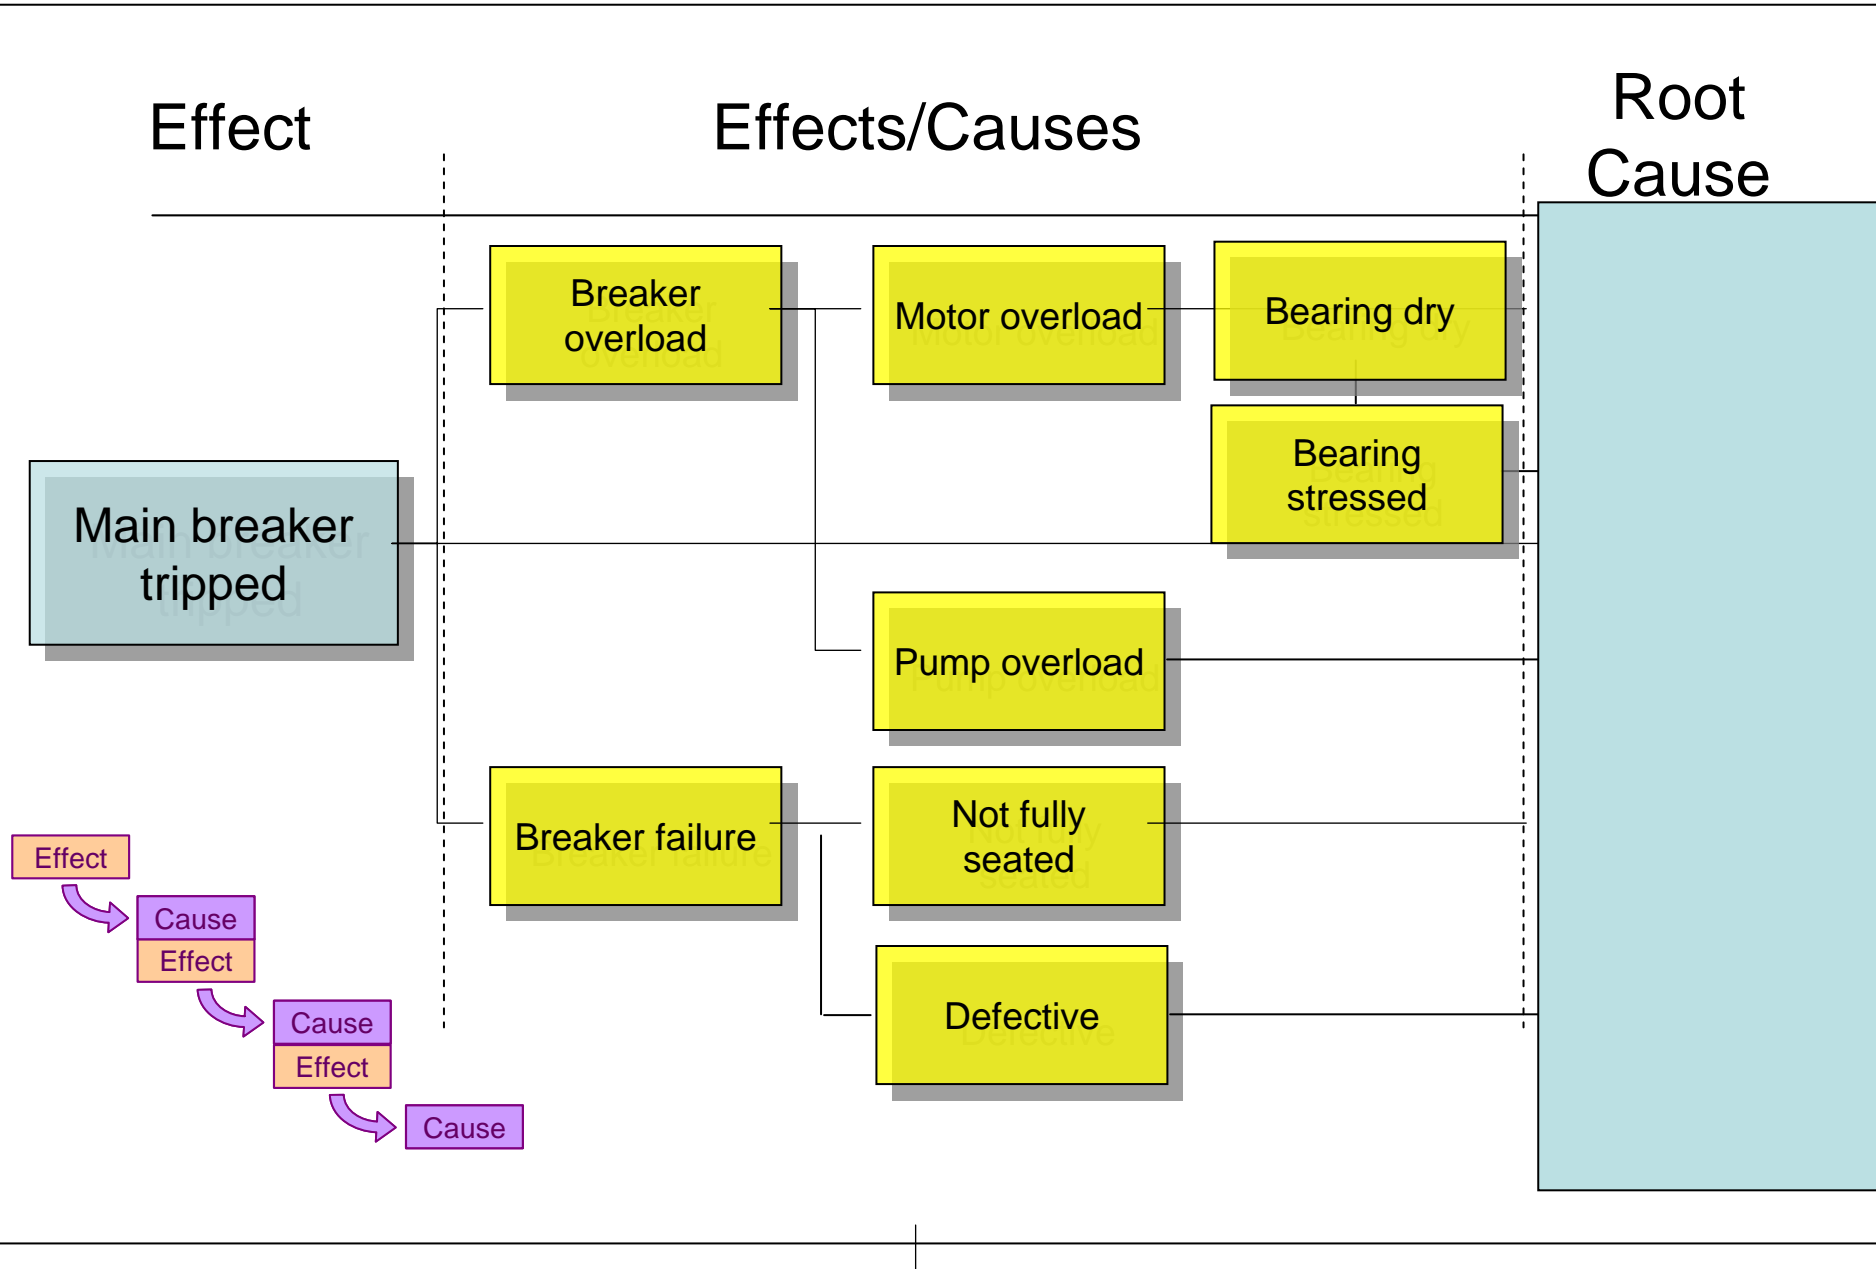 Effect
Effects/Causes
Root
Cause
Breaker
overload
Motor overload
Bearing dry
Bearing
stressed
Main breaker
tripped
Pump overload
Breaker failure
Not fully
seated
Defective
Effect
Cause
Effect
Cause
Effect
Cause